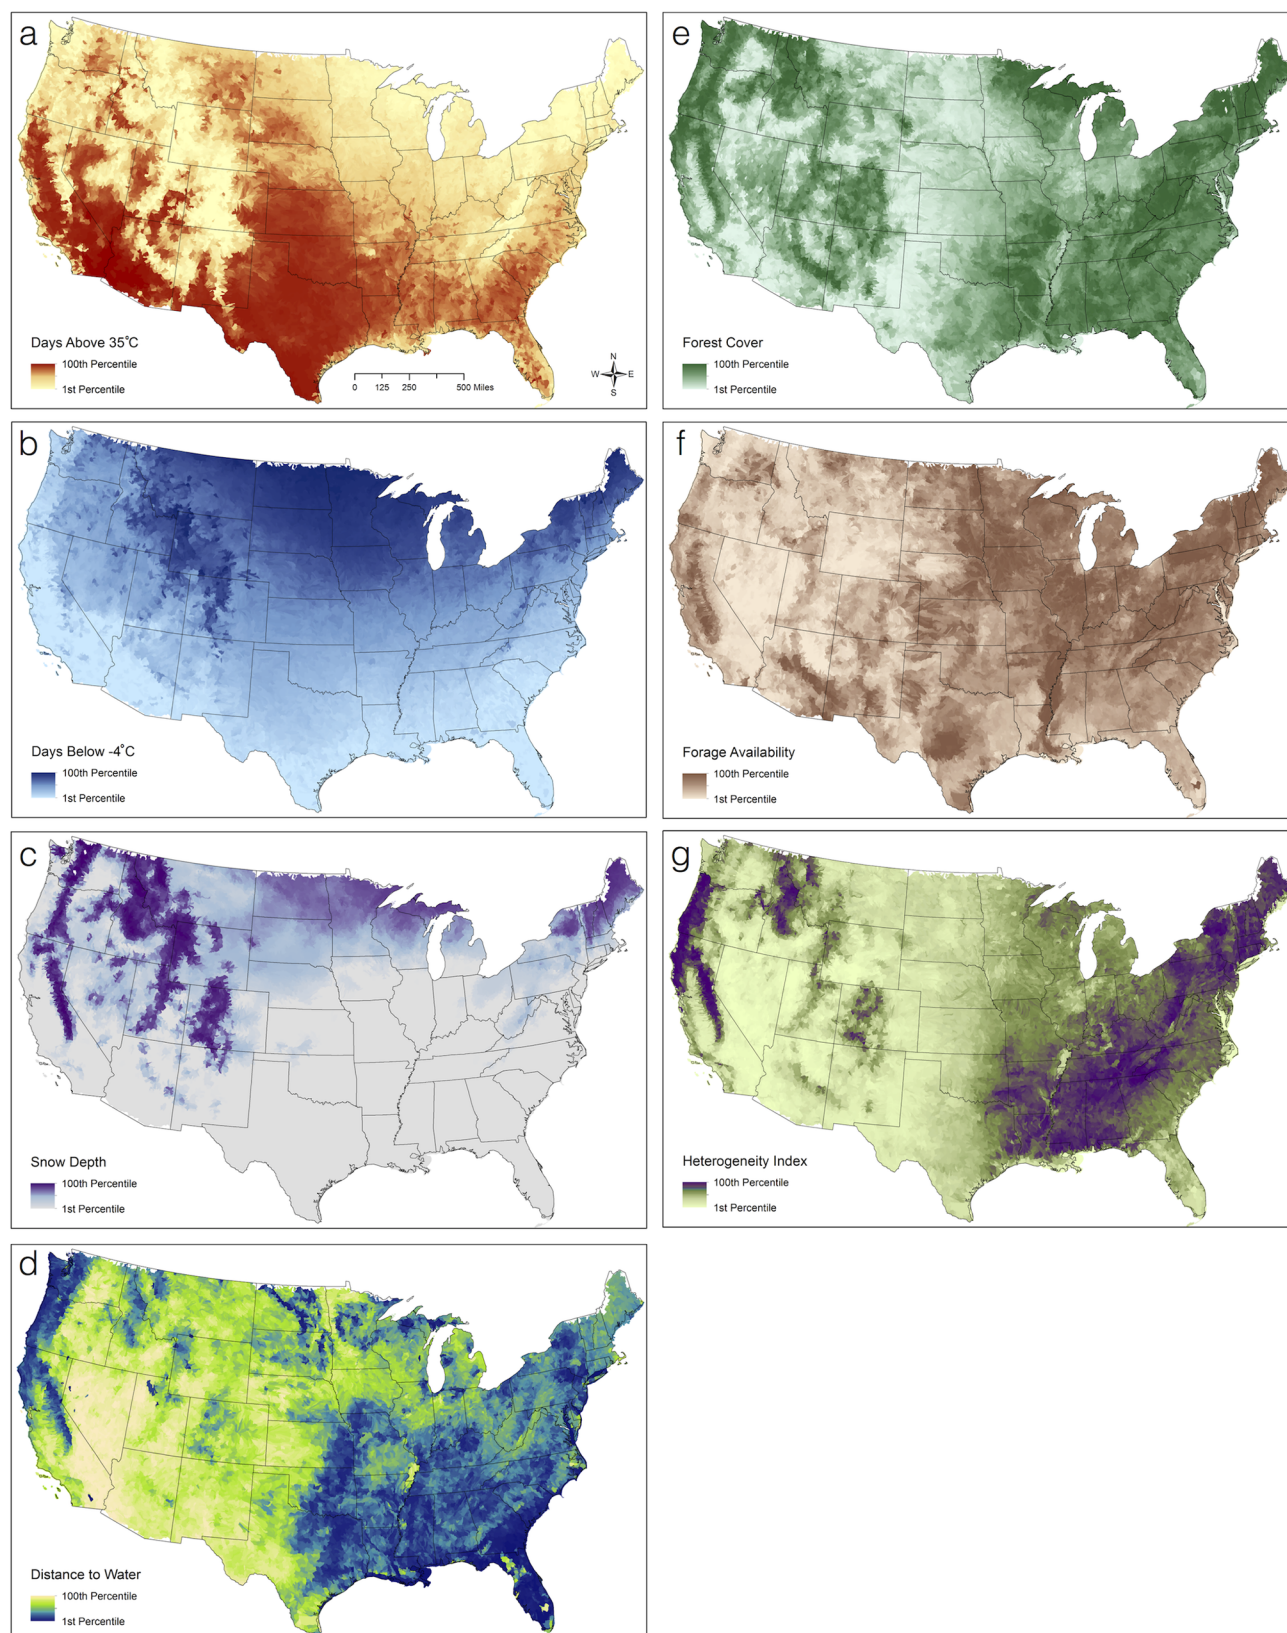 a
Days Above 35°C
100th Percentile
1st Percentile
0 125 250 500 Miles
N
W E
S
b
Days Below -4°C
100th Percentile
1st Percentile
c
Snow Depth
100th Percentile
1st Percentile
d
Distance to Water
100th Percentile
1st Percentile
e
Forest Cover
100th Percentile
1st Percentile
f
Forage Availability
100th Percentile
1st Percentile
g
Heterogeneity Index
100th Percentile
1st Percentile